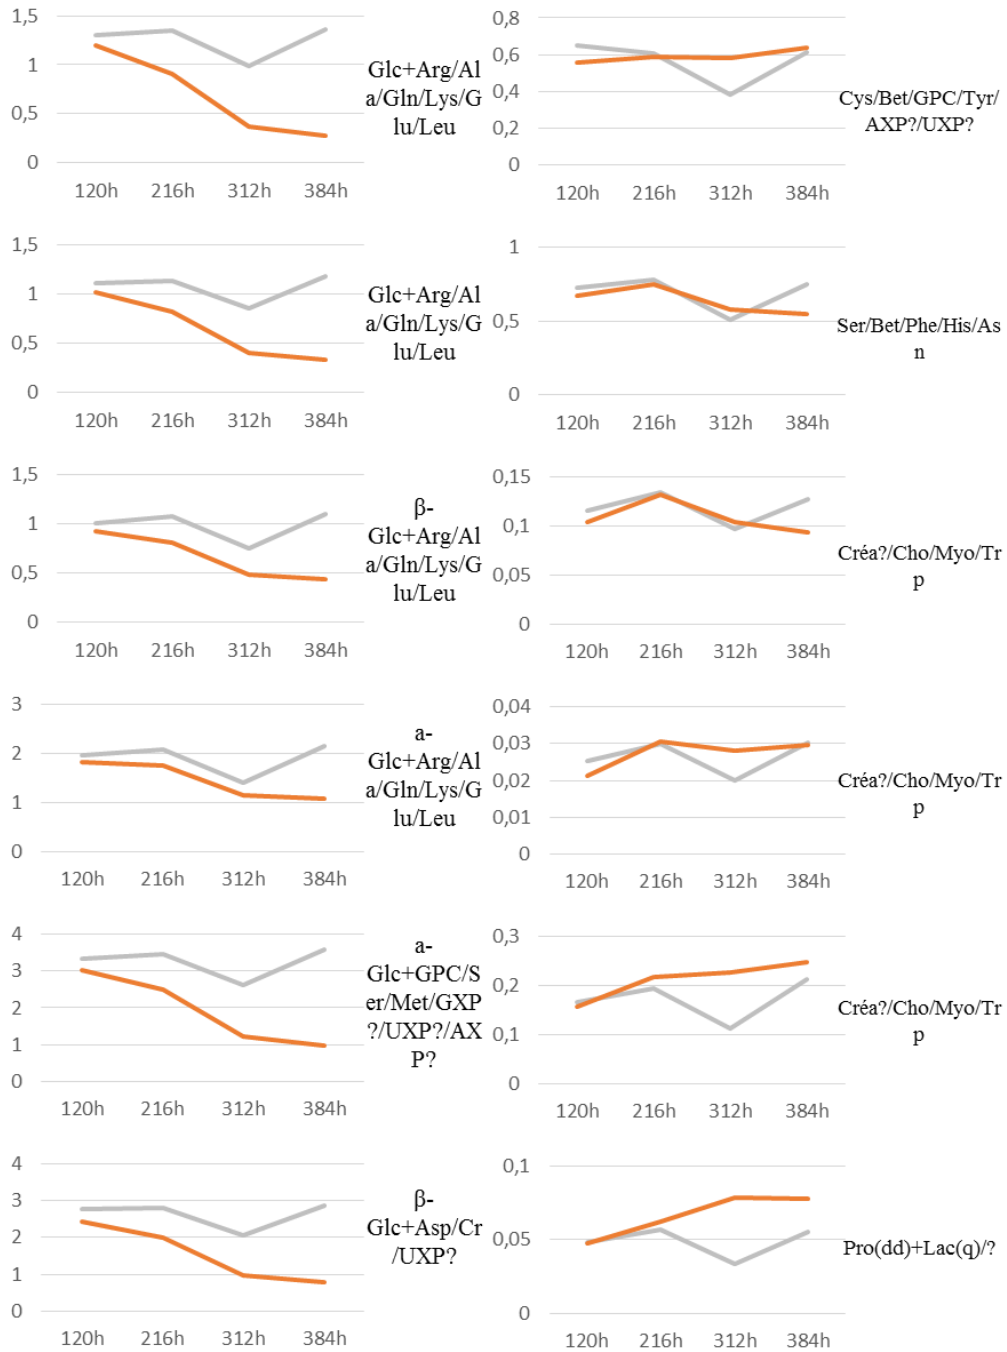 1,5
1
0,5
0
120h 216h 312h 384h
Glc+Arg/Al
a/Gln/Lys/G
lu/Leu
0,8
0,6
0,4
0,2
0
120h 216h 312h 384h
Cys/Bet/GPC/Tyr/
AXP?/UXP?
1,5
1
0,5
0
120h 216h 312h 384h
Glc+Arg/Al
a/Gln/Lys/G
lu/Leu
1
0,5
0
120h 216h 312h 384h
Ser/Bet/Phe/His/As
n
1,5
1
0,5
0
120h 216h 312h 384h
β-
Glc+Arg/Al
a/Gln/Lys/G
lu/Leu
0,15
0,1
0,05
0
120h 216h 312h 384h
Créa?/Cho/Myo/Tr
p
3
2
1
0
120h 216h 312h 384h
a-
Glc+Arg/Al
a/Gln/Lys/G
lu/Leu
0,04
0,03
0,02
0,01
0
120h 216h 312h 384h
Créa?/Cho/Myo/Tr
p
4
3
2
1
0
120h 216h 312h 384h
a-
Glc+GPC/S
er/Met/GXP
?/UXP?/AX
P?
0,3
0,2
0,1
0
120h 216h 312h 384h
Créa?/Cho/Myo/Tr
p
4
3
2
1
0
120h 216h 312h 384h
β-
Glc+Asp/Cr
/UXP?
0,1
0,05
0
120h 216h 312h 384h
Pro(dd)+Lac(q)/?